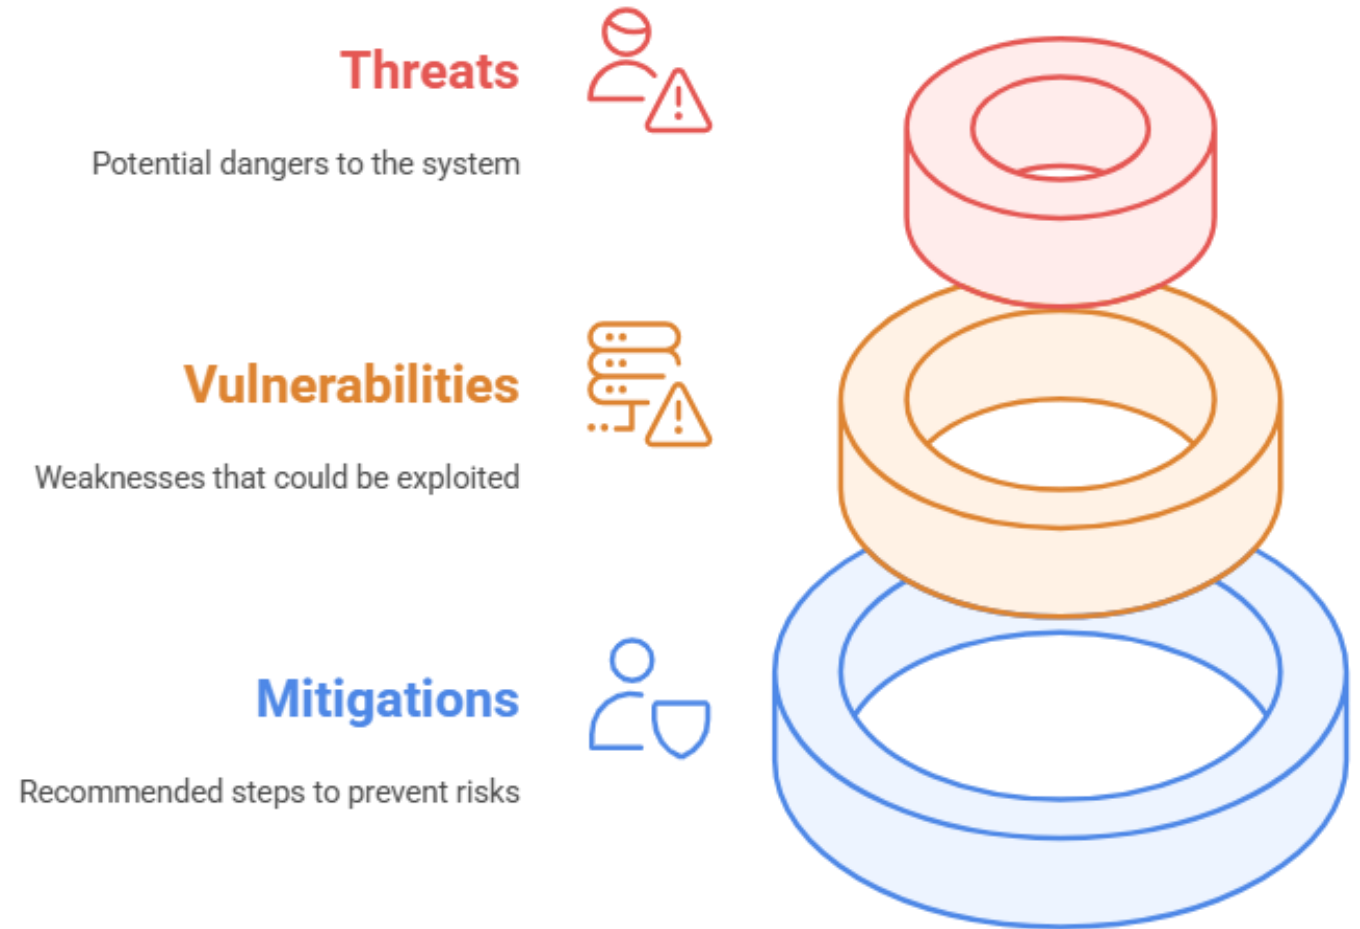 Threats
Potential dangers to the system
Vulnerabilities
Weaknesses that could be exploited
Mitigations
Recommended steps to prevent risks